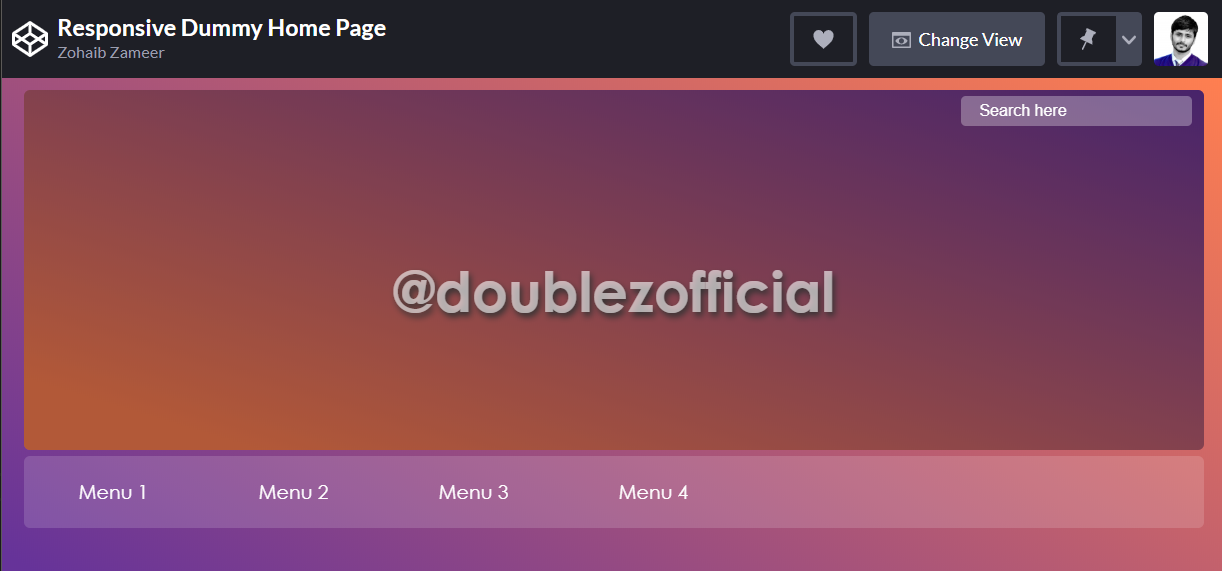 Responsive Dummy Home Page
Zohaib Zameer
Change View
Search here
@doublezofficial
Menu 1 Menu 2 Menu 3 Menu 4